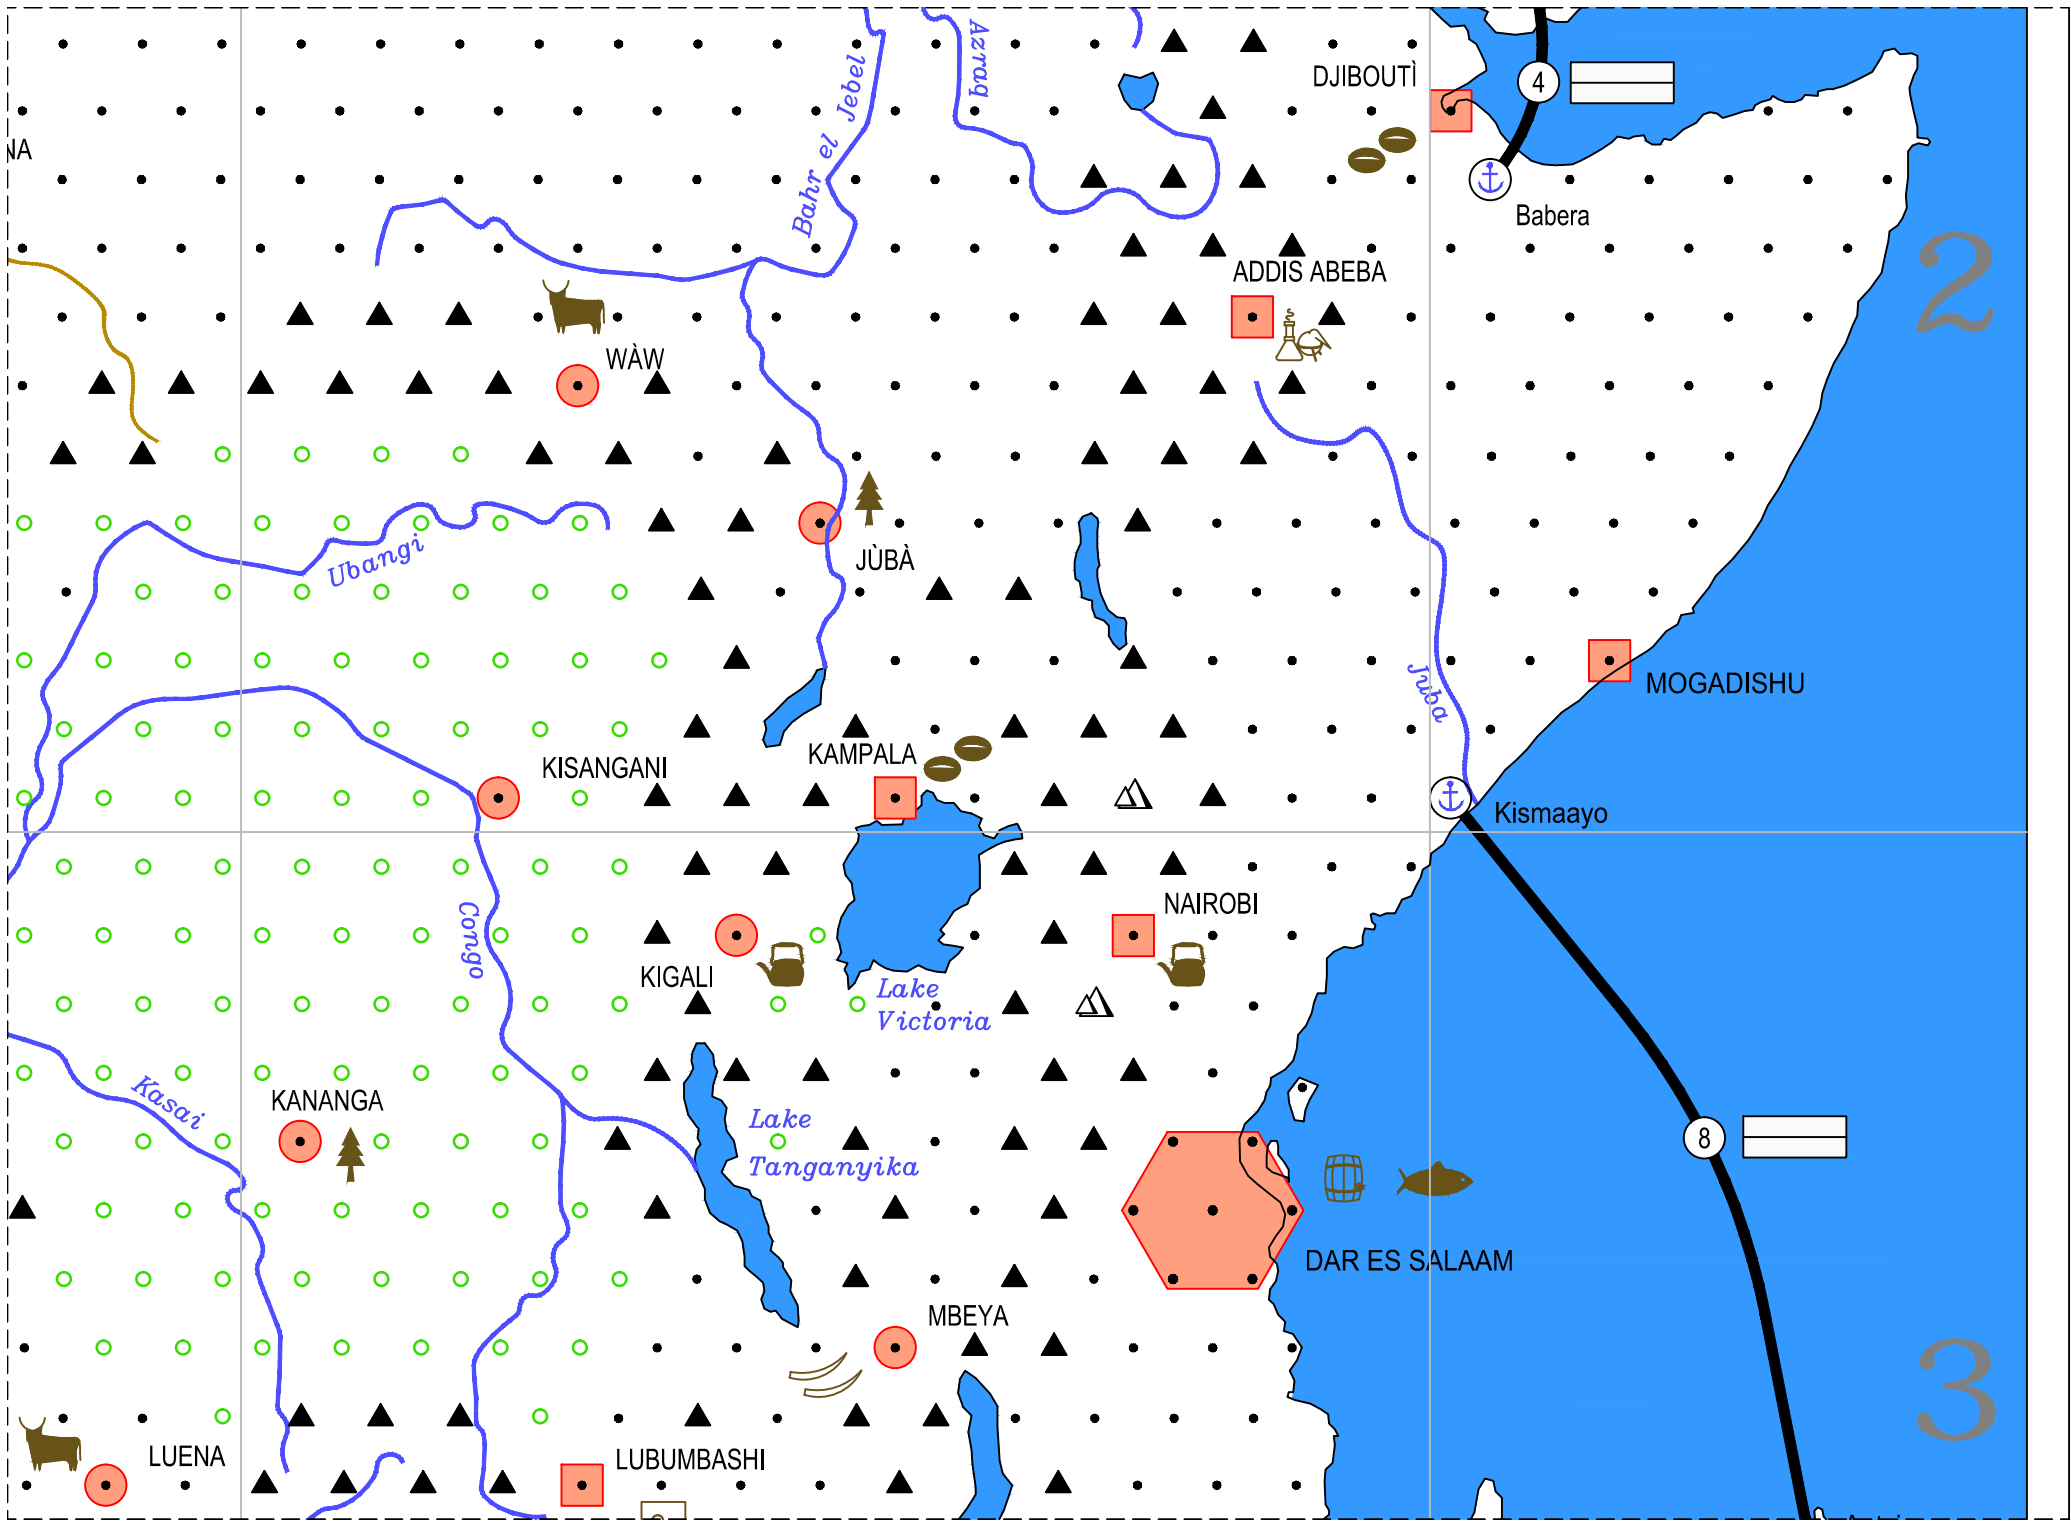 Azraq
Bahr el Jebel
DJIBOUTÌ
4
NA
Babera
2
ADDIS ABEBA
WÀW
Ubangi
JÙBÀ
Juba
MOGADISHU
KAMPALA
KISANGANI
Kismaayo
Congo
NAIROBI
KIGALI
Lake
Victoria
Kasai
KANANGA
Lake
Tanganyika
8
DAR ES SALAAM
MBEYA
3
LUENA
LUBUMBASHI